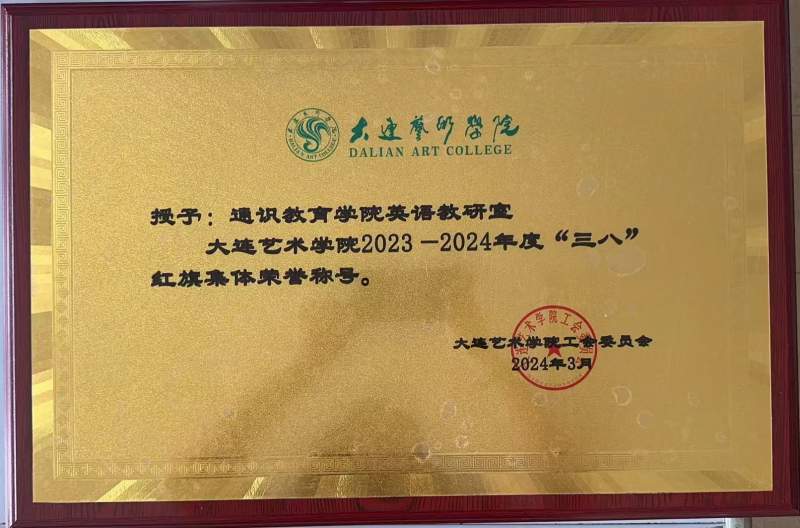 大连藝術學院
DALIAN ART COLLEGE
授予：通识教育学院英语教研室
大连艺术学院2023－2024年度“三八”
红旗集体荣誉称号。
大连艺术学院工会委员会
2024年3月